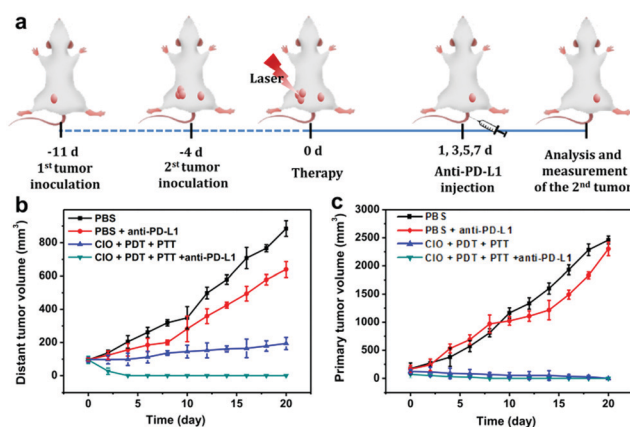 a
Laser
-11 d
1st tumor
inoculation
-4 d
2st tumor
inoculation
0 d
Therapy
1, 3,5,7 d
Anti-PD-L1
injection
Analysis and measurement
of the 2nd tumor
b
PBS
PBS + anti-PD-L1
CIO + PDT + PTT
CIO + PDT + PTT +anti-PD-L1
Distant tumor volume (mm3)
800
600
400
200
0
0 5 10 15 20
Time (day)
c
PBS
PBS + anti-PD-L1
CIO + PDT + PTT
CIO + PDT + PTT +anti-PD-L1
Primary tumor volume (mm3)
3000
2500
2000
1500
1000
500
0
0 5 10 15 20
Time (day)